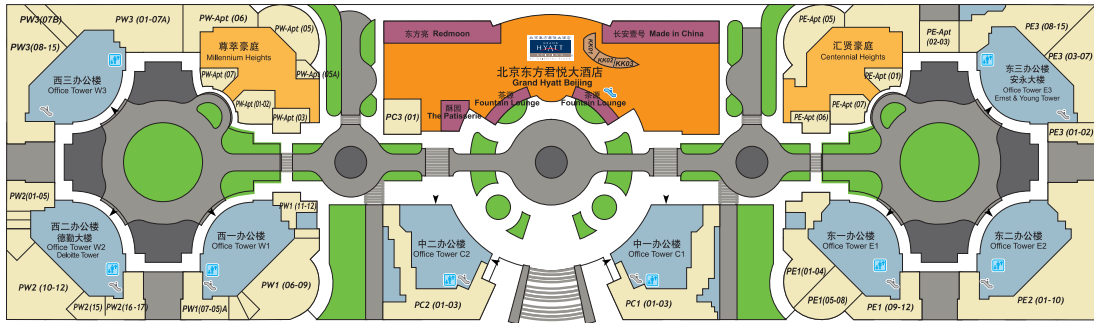 PW3(07B)
PW3 (01-07A)
PW-Apt (06)
PW-Apt (05)
PW3(08-15)
西三办公楼
Office Tower W3
尊萃豪庭
Millennium Heights
PW-Apt (07)
PW-Apt (05A)
PW-Apt (01-02)
PW-Apt (03)
东方亮 Redmoon
HYATT
长安壹号 Made in China
KK01
KK02
KK03
北京东方君悦大酒店
Grand Hyatt Beijing
茶源
Fountain Lounge
茶源
Fountain Lounge
PC3 (01)
The Patisserie
PE-Apt (05)
PE-Apt
(02-03)
PE3 (08-15)
PE3 (03-07)
汇贤豪庭
Centennial Heights
PE-Apt (01)
PE-Apt (07)
PE-Apt (06)
东三办公楼
安永大楼
Office Tower E3
Ernst & Young Tower
PE3 (01-02)
PW2(01-05)
西二办公楼
德勤大楼
Office Tower W2
Deloitte Tower
PW2 (10-12)
PW2(15)
PW2(16-17)
PW1 (11-12)
西一办公楼
Office Tower W1
PW1 (06-09)
PW1(07-05)A
中二办公楼
Office Tower C2
PC2 (01-03)
中一办公楼
Office Tower C1
PC1 (01-03)
东一办公楼
Office Tower E1
PE1(01-04)
PE1(05-08)
PE1 (09-12)
东二办公楼
Office Tower E2
PE2 (01-10)